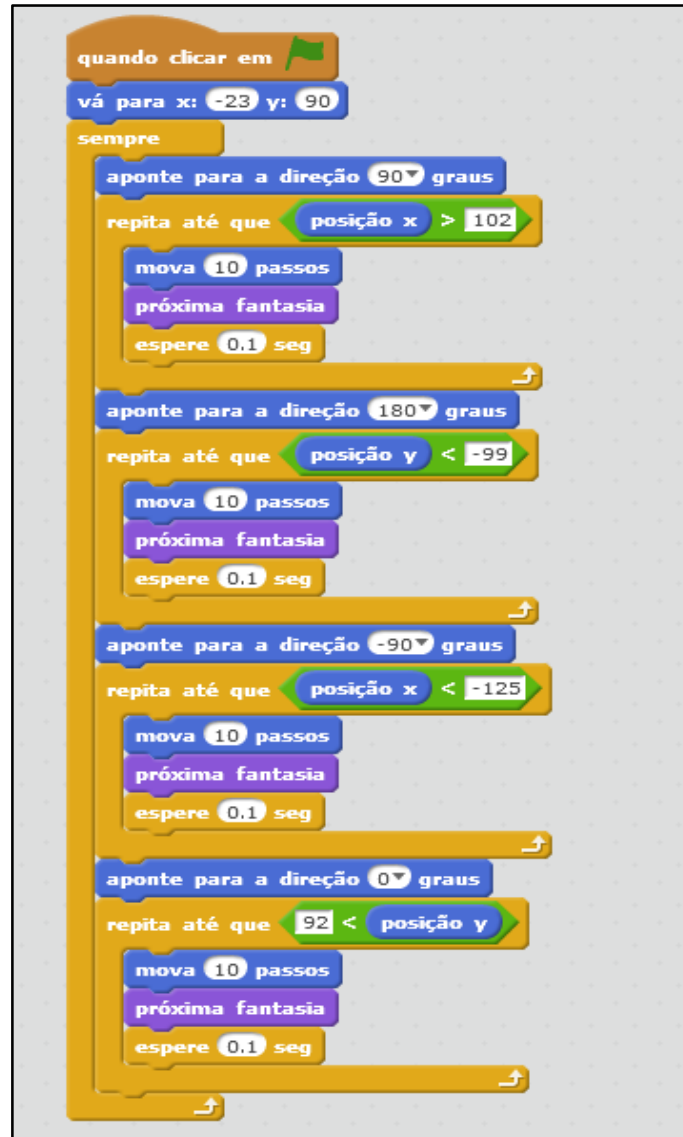 quando clicar em
vá para x: -23 y: 90
sempre
aponte para a direção 90 graus
repita até que posição x > 102
mova 10 passos
próxima fantasia
espere 0.1 seg
aponte para a direção 180 graus
repita até que posição y < -99
mova 10 passos
próxima fantasia
espere 0.1 seg
aponte para a direção -90 graus
repita até que posição x < -125
mova 10 passos
próxima fantasia
espere 0.1 seg
aponte para a direção 0 graus
repita até que 92 < posição y
mova 10 passos
próxima fantasia
espere 0.1 seg